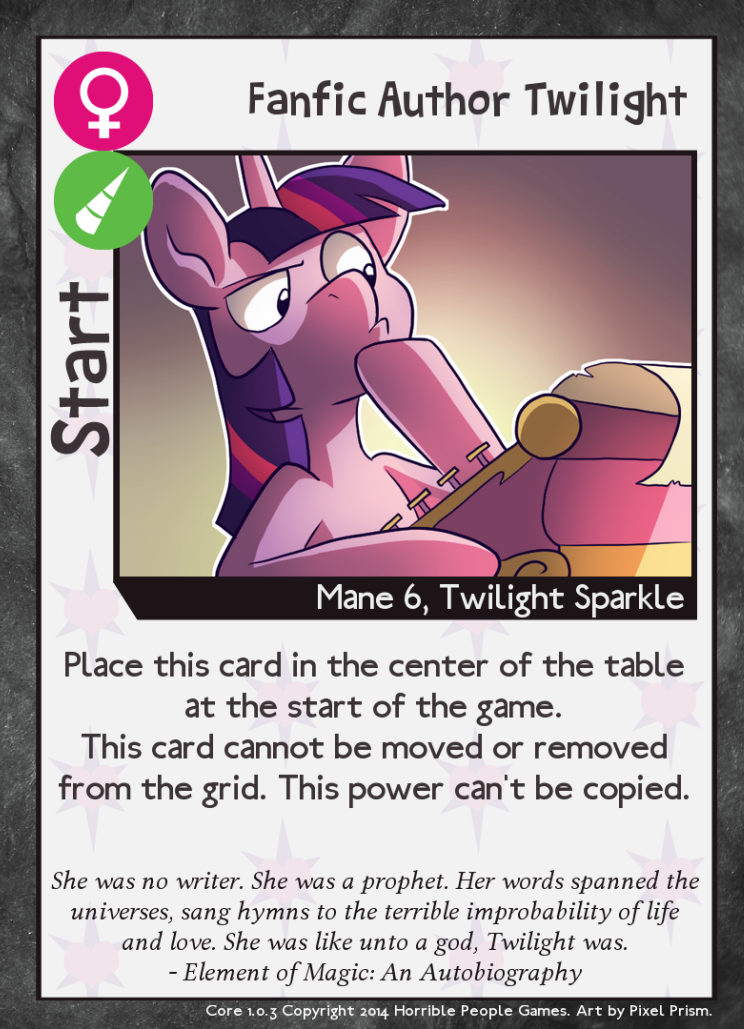 Fanfic Author Twilight
Start
Mane 6, Twilight Sparkle
Place this card in the center of the table
at the start of the game.
This card cannot be moved or removed
from the grid. This power can't be copied.
She was no writer. She was a prophet. Her words spanned the
universes, sang hymns to the terrible improbability of life
and love. She was like unto a god, Twilight was.
- Element of Magic: An Autobiography
Core 1.0.3 Copyright 2014 Horrible People Games. Art by Pixel Prism.